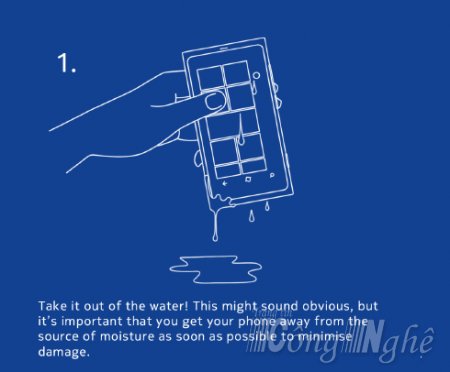 1.
Take it out of the water! This might sound obvious, but
it's important that you get your phone away from the
source of moisture as soon as possible to minimise
damage.
Công Nghê